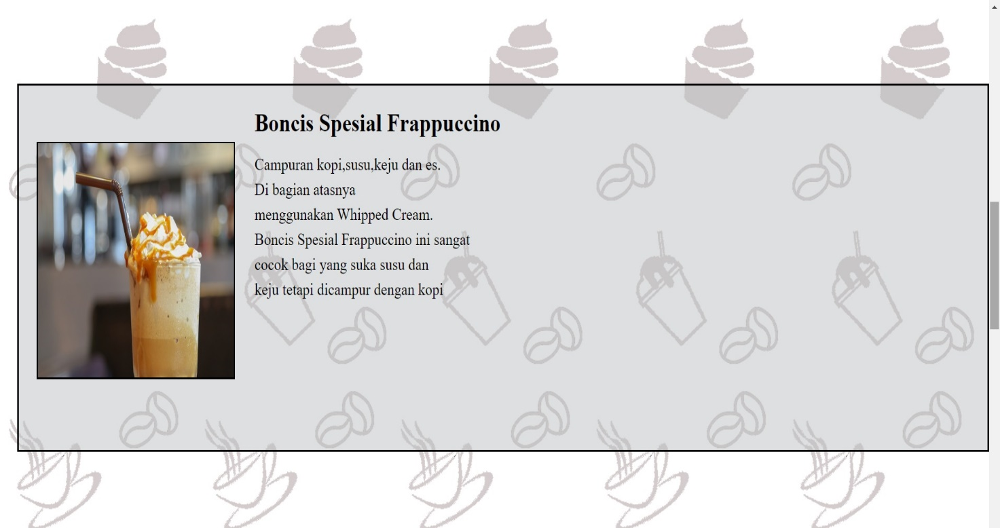 Boncis Spesial Frappuccino
Campuran kopi,susu,keju dan es.
Di bagian atasnya
menggunakan Whipped Cream.
Boncis Spesial Frappuccino ini sangat
cocok bagi yang suka susu dan
keju tetapi dicampur dengan kopi